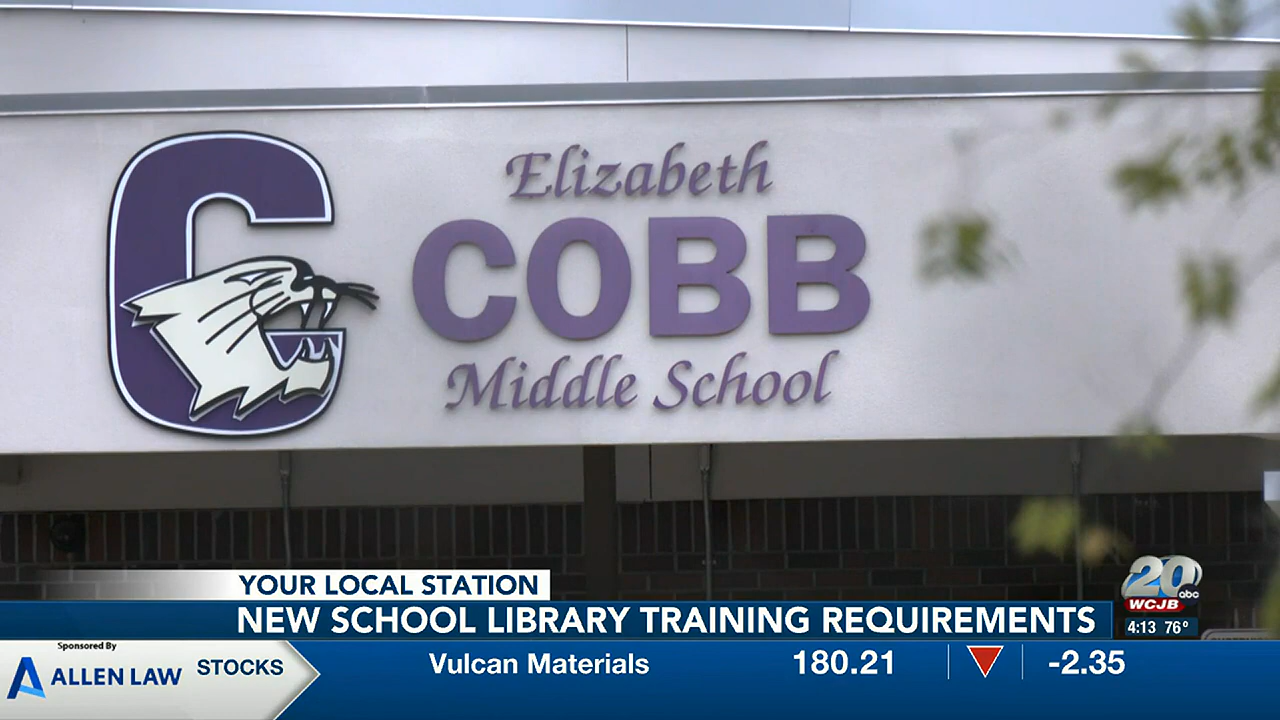 C
Elizabeth
COBB
Middle School
YOUR LOCAL STATION
NEW SCHOOL LIBRARY TRAINING REQUIREMENTS
20
abc
WCJB
4:13 76°
Sponsored By
ALLEN LAW
STOCKS
Vulcan Materials 180.21 -2.35